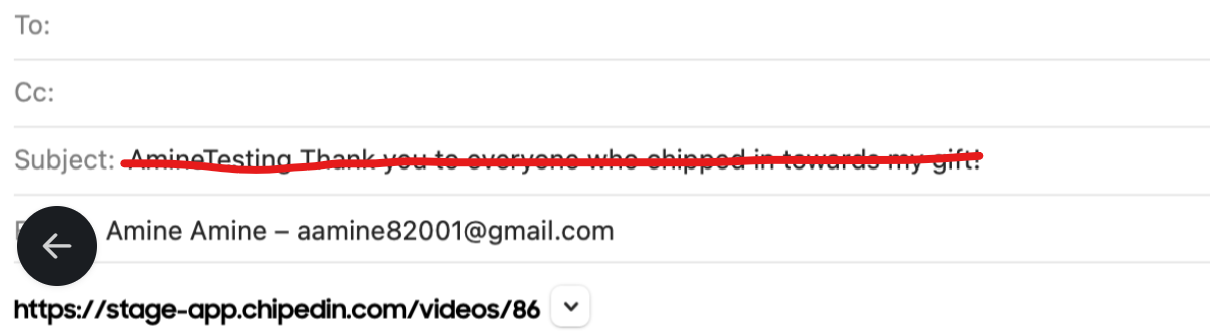 To:
Cc:
Subject: AmineTesting Thank you to everyone who chipped in towards my gift!
Amine Amine – aamine82001@gmail.com
https://stage-app.chipedin.com/videos/86